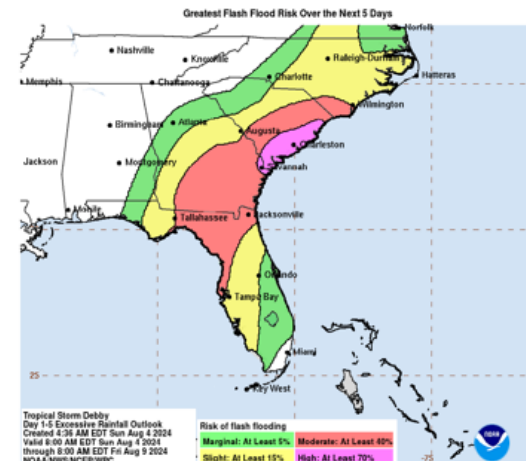 Greatest Flash Flood Risk Over the Next 5 Days
Norfolk
Nashville
Knoxville
Raleigh-Durham
Memphis
Chattanooga
Charlotte
Hatteras
Wilmington
Birmingham
Atlanta
Augusta
Charleston
Jackson
Montgomery
Savannah
Mobile
Tallahassee
Jacksonville
Orlando
Tampa Bay
Miami
25
Key West
Tropical Storm Debby
Day 1-5 Excessive Rainfall Outlook
Created 4:36 AM EDT Sun Aug 4 2024
Valid 8:00 AM EDT Sun Aug 4 2024
through 8:00 AM EDT Fri Aug 9 2024
NOAA/NWS/NCEP/WPC
Risk of flash flooding
Marginal: At Least 5% Moderate: At Least 40%
Slight: At Least 15% High: At Least 70%
-75